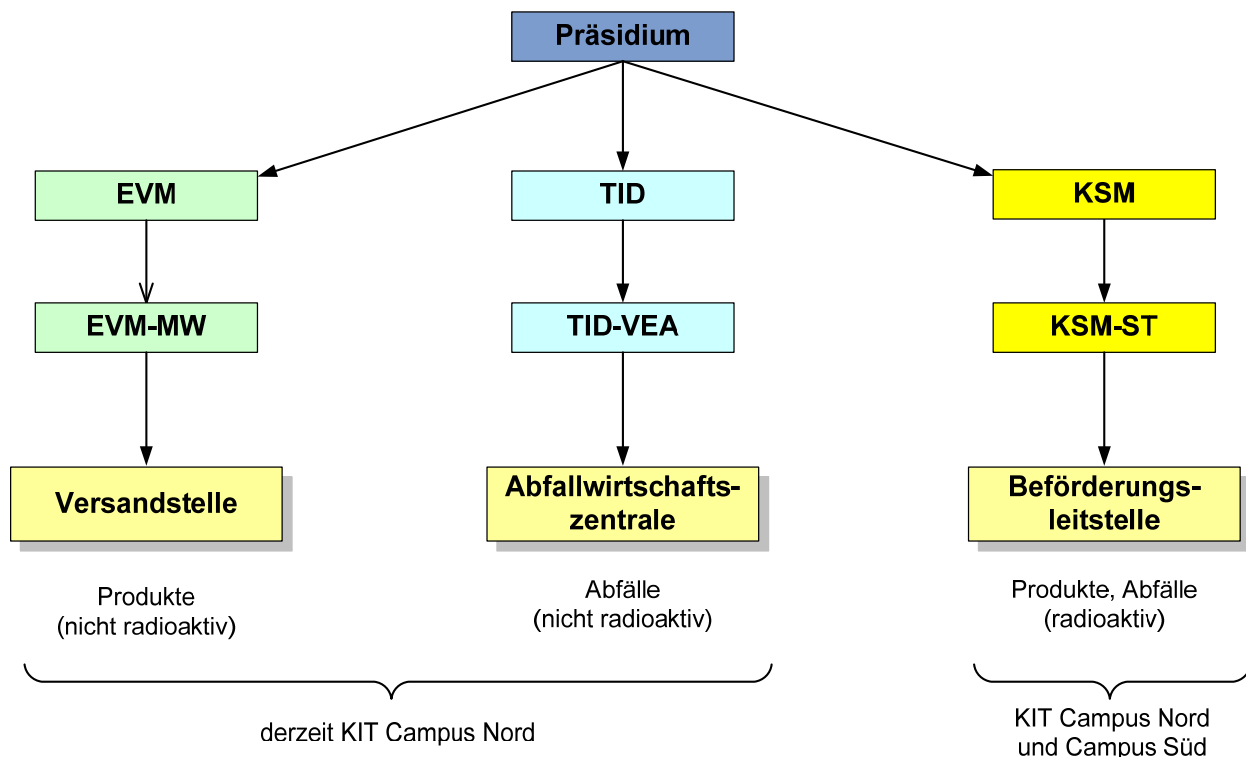 Präsidium
EVM
TID
KSM
EVM-MW
TID-VEA
KSM-ST
Versandstelle
Abfallwirtschafts-
zentrale
Beförderungs-
leitstelle
Produkte
(nicht radioaktiv)
Abfälle
(nicht radioaktiv)
Produkte, Abfälle
(radioaktiv)
derzeit KIT Campus Nord
KIT Campus Nord
und Campus Süd